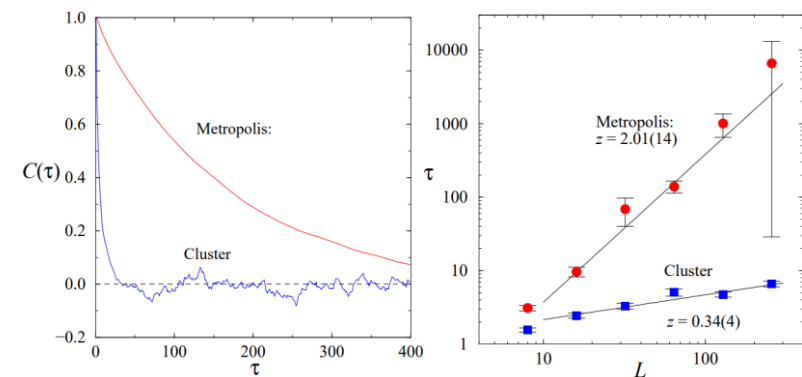 1.0
0.8
0.6
0.4
0.2
0.0
−0.2
C(τ)
Metropolis:
Cluster
0
100
200
300
400
τ
10000
1000
100
10
1
τ
Metropolis:
z = 2.01(14)
Cluster
z = 0.34(4)
10
100
L